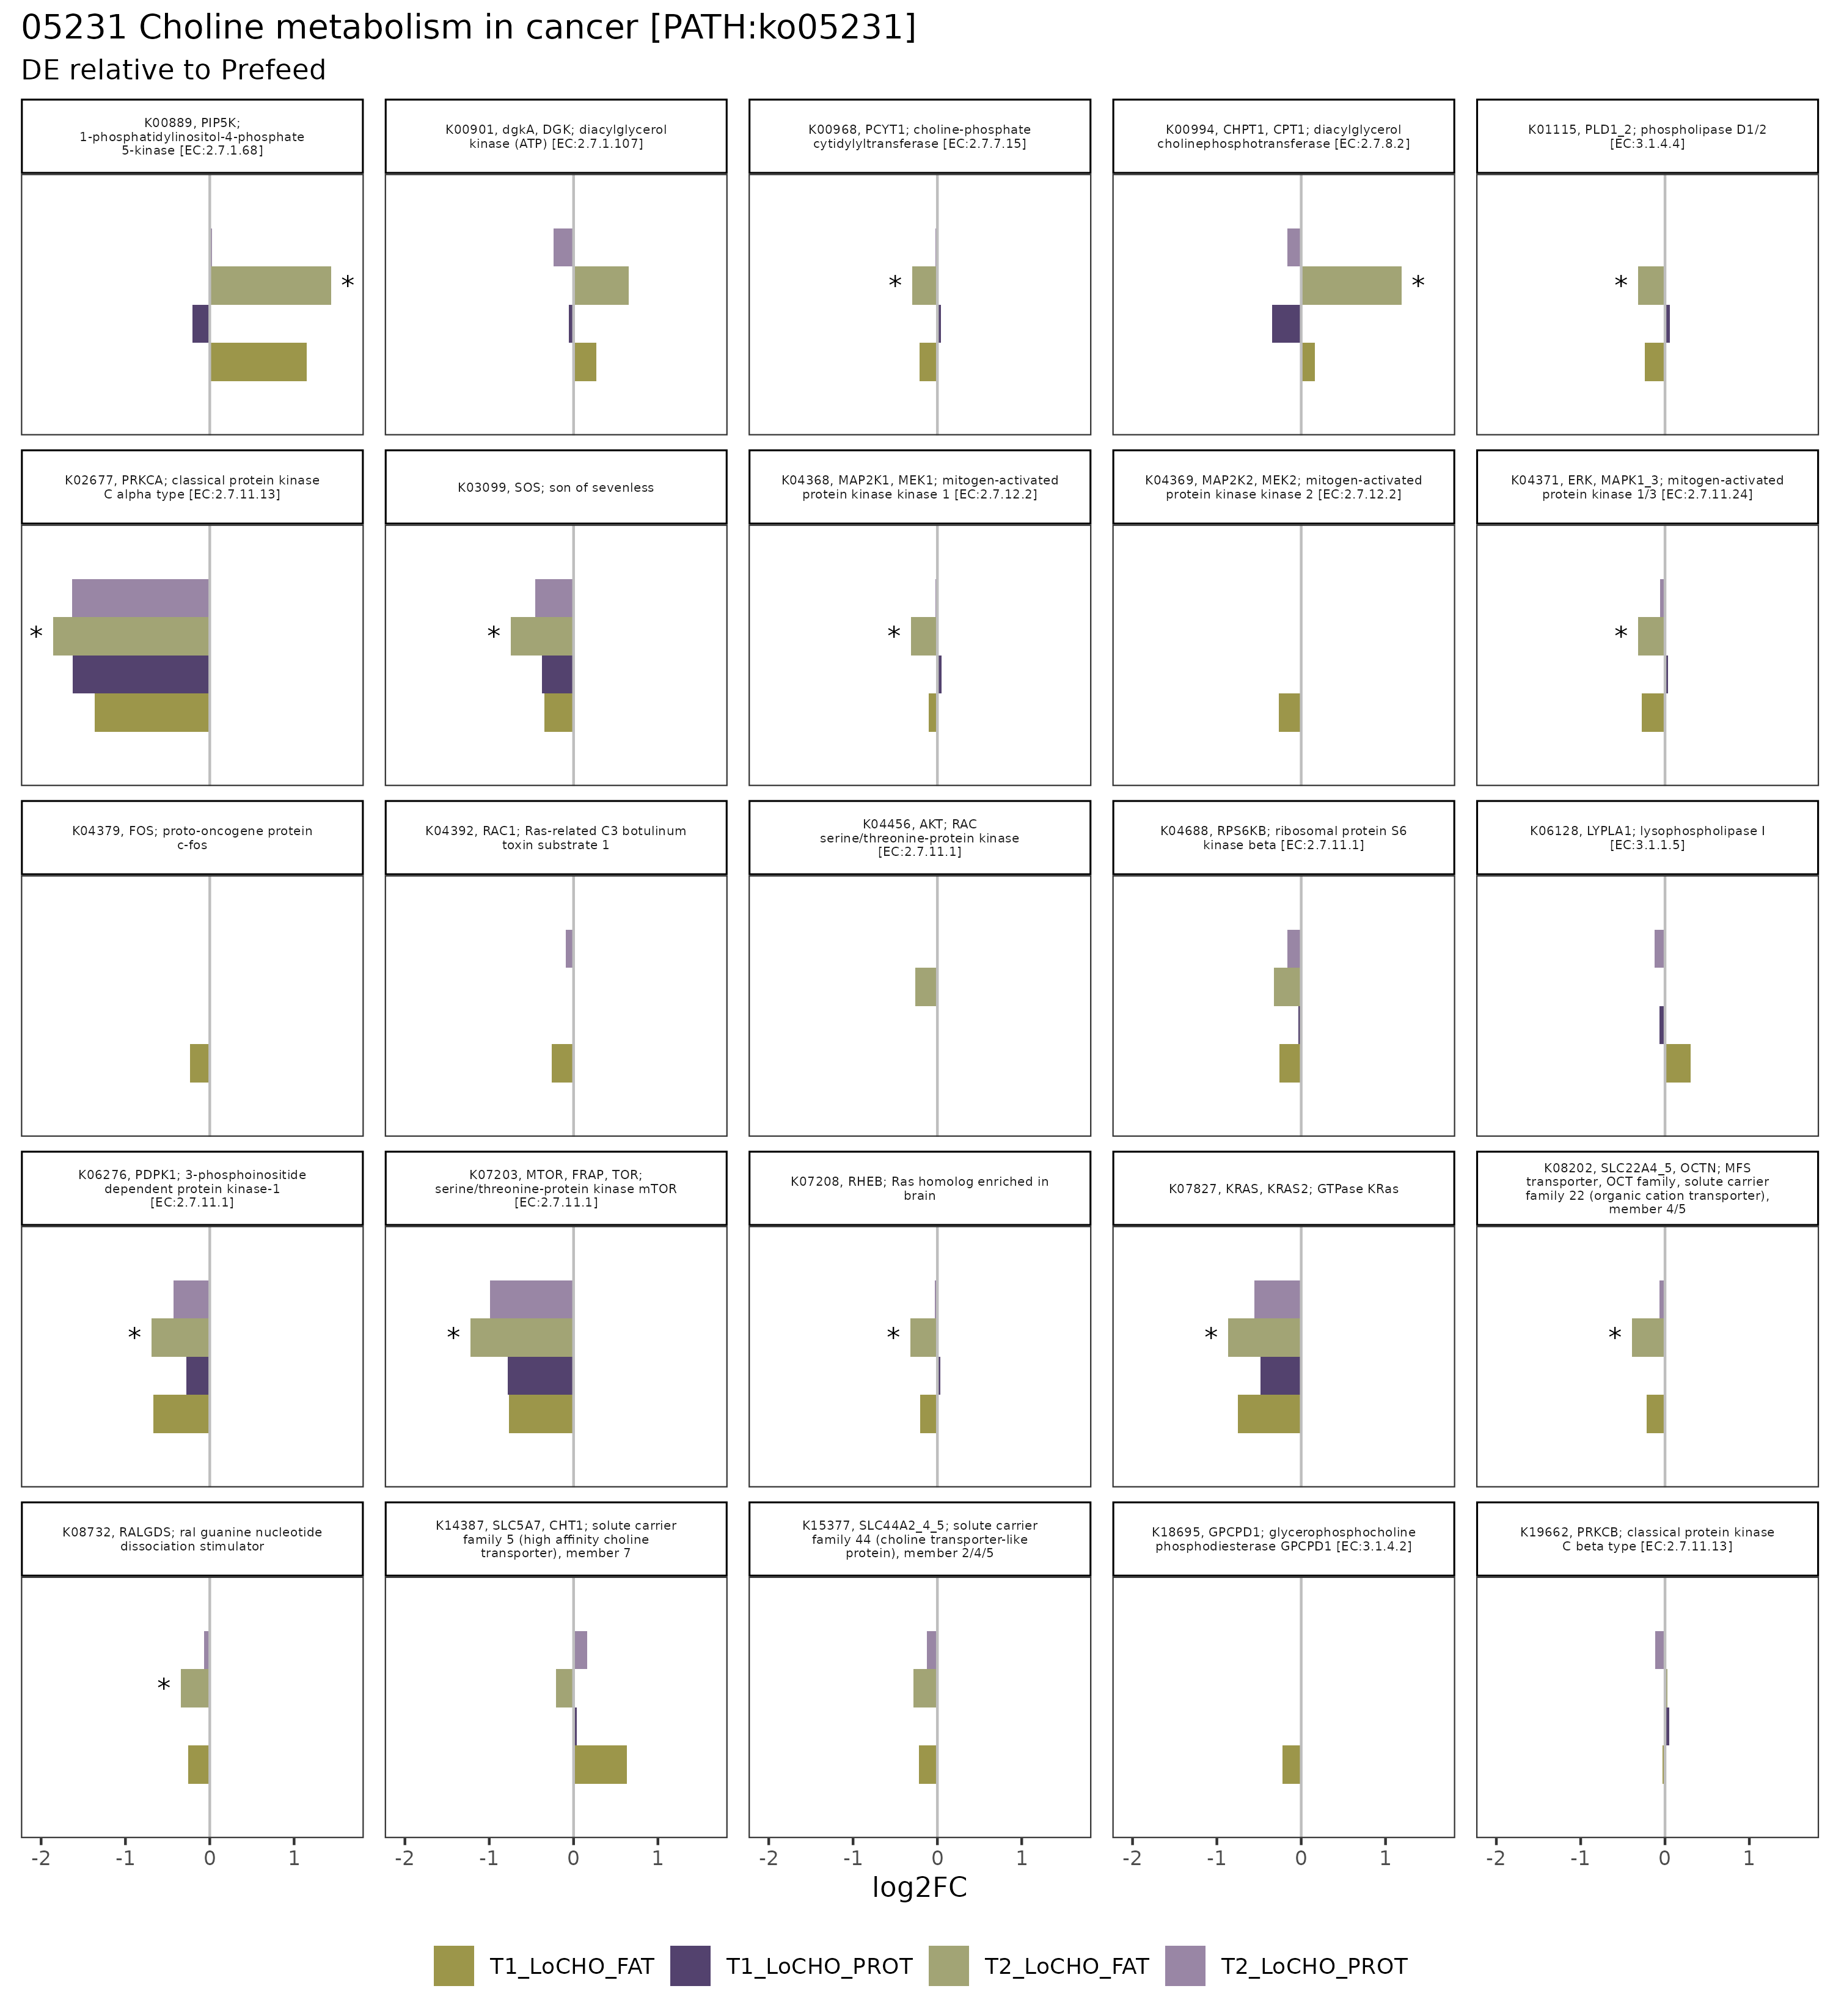 05231 Choline metabolism in cancer [PATH:ko05231]
DE relative to Prefeed
K00889, PIP5K;
1-phosphatidylinositol-4-phosphate
5-kinase [EC:2.7.1.68]
K00901, dgkA, DGK; diacylglycerol
kinase (ATP) [EC:2.7.1.107]
K00968, PCYT1; choline-phosphate
cytidylyltransferase [EC:2.7.7.15]
K00994, CHPT1, CPT1; diacylglycerol
cholinephosphotransferase [EC:2.7.8.2]
K01115, PLD1_2; phospholipase D1/2
[EC:3.1.4.4]
*
*
*
*
K02677, PRKCA; classical protein kinase
C alpha type [EC:2.7.11.13]
K03099, SOS; son of sevenless
K04368, MAP2K1, MEK1; mitogen-activated
protein kinase kinase 1 [EC:2.7.12.2]
K04369, MAP2K2, MEK2; mitogen-activated
protein kinase kinase 2 [EC:2.7.12.2]
K04371, ERK, MAPK1_3; mitogen-activated
protein kinase 1/3 [EC:2.7.11.24]
*
*
*
*
K04379, FOS; proto-oncogene protein
c-fos
K04392, RAC1; Ras-related C3 botulinum
toxin substrate 1
K04456, AKT; RAC
serine/threonine-protein kinase
[EC:2.7.11.1]
K04688, RPS6KB; ribosomal protein S6
kinase beta [EC:2.7.11.1]
K06128, LYPLA1; lysophospholipase I
[EC:3.1.1.5]
K06276, PDPK1; 3-phosphoinositide
dependent protein kinase-1
[EC:2.7.11.1]
K07203, MTOR, FRAP, TOR;
serine/threonine-protein kinase mTOR
[EC:2.7.11.1]
K07208, RHEB; Ras homolog enriched in
brain
K07827, KRAS, KRAS2; GTPase KRas
K08202, SLC22A4_5, OCTN; MFS
transporter, OCT family, solute carrier
family 22 (organic cation transporter),
member 4/5
*
*
*
*
*
K08732, RALGDS; ral guanine nucleotide
dissociation stimulator
K14387, SLC5A7, CHT1; solute carrier
family 5 (high affinity choline
transporter), member 7
K15377, SLC44A2_4_5; solute carrier
family 44 (choline transporter-like
protein), member 2/4/5
K18695, GPCPD1; glycerophosphocholine
phosphodiesterase GPCPD1 [EC:3.1.4.2]
K19662, PRKCB; classical protein kinase
C beta type [EC:2.7.11.13]
*
-2 -1 0 1
-2 -1 0 1
-2 -1 0 1
-2 -1 0 1
-2 -1 0 1
log2FC
T1_LoCHO_FAT T1_LoCHO_PROT T2_LoCHO_FAT T2_LoCHO_PROT